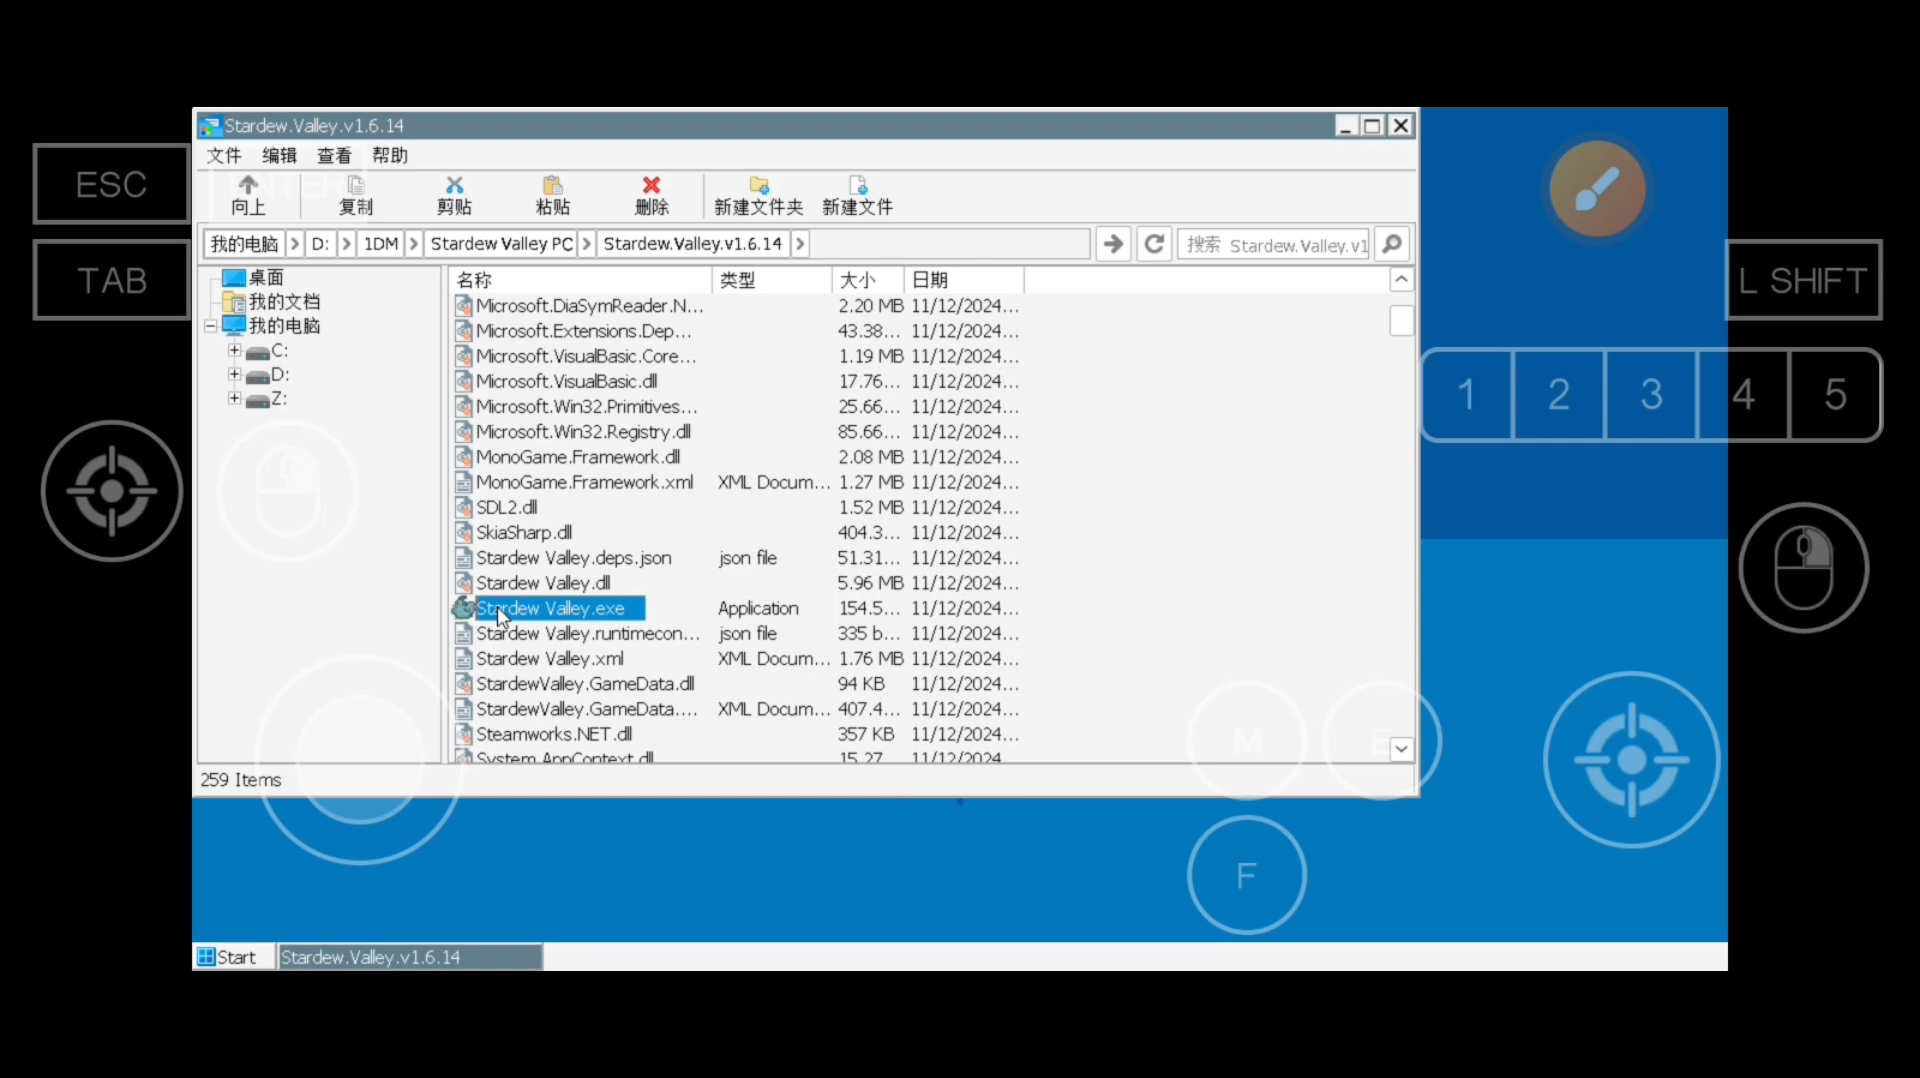 Stardew.Valley.v1.6.14
文件 编辑 查看 帮助
ESC
ENTER
向上 复制 剪贴 粘贴 删除 新建文件夹 新建文件
我的电脑 D: 1DM Stardew Valley PC Stardew.Valley.v1.6.14 搜索 Stardew.Valley.v1
TAB
L SHIFT
桌面
我的文档
我的电脑
C:
D:
Z:
名称 类型 大小 日期
Microsoft.DiaSymReader.N... 2.20 MB 11/12/2024...
Microsoft.Extensions.Dep... 43.38... 11/12/2024...
Microsoft.VisualBasic.Core... 1.19 MB 11/12/2024...
Microsoft.VisualBasic.dll 17.76... 11/12/2024...
Microsoft.Win32.Primitives... 25.66... 11/12/2024...
Microsoft.Win32.Registry.dll 85.66... 11/12/2024...
MonoGame.Framework.dll 2.08 MB 11/12/2024...
MonoGame.Framework.xml XML Docum... 1.27 MB 11/12/2024...
SDL2.dll 1.52 MB 11/12/2024...
SkiaSharp.dll 404.3... 11/12/2024...
Stardew Valley.deps.json json file 51.31... 11/12/2024...
Stardew Valley.dll 5.96 MB 11/12/2024...
Stardew Valley.exe Application 154.5... 11/12/2024...
Stardew Valley.runtimecon... json file 335 b... 11/12/2024...
Stardew Valley.xml XML Docum... 1.76 MB 11/12/2024...
StardewValley.GameData.dll 94 KB 11/12/2024...
StardewValley.GameData.... XML Docum... 407.4... 11/12/2024...
Steamworks.NET.dll 357 KB 11/12/2024...
System.AppContext.dll 15.27 11/12/2024...
1 2 3 4 5
M E
259 Items
F
Start Stardew.Valley.v1.6.14